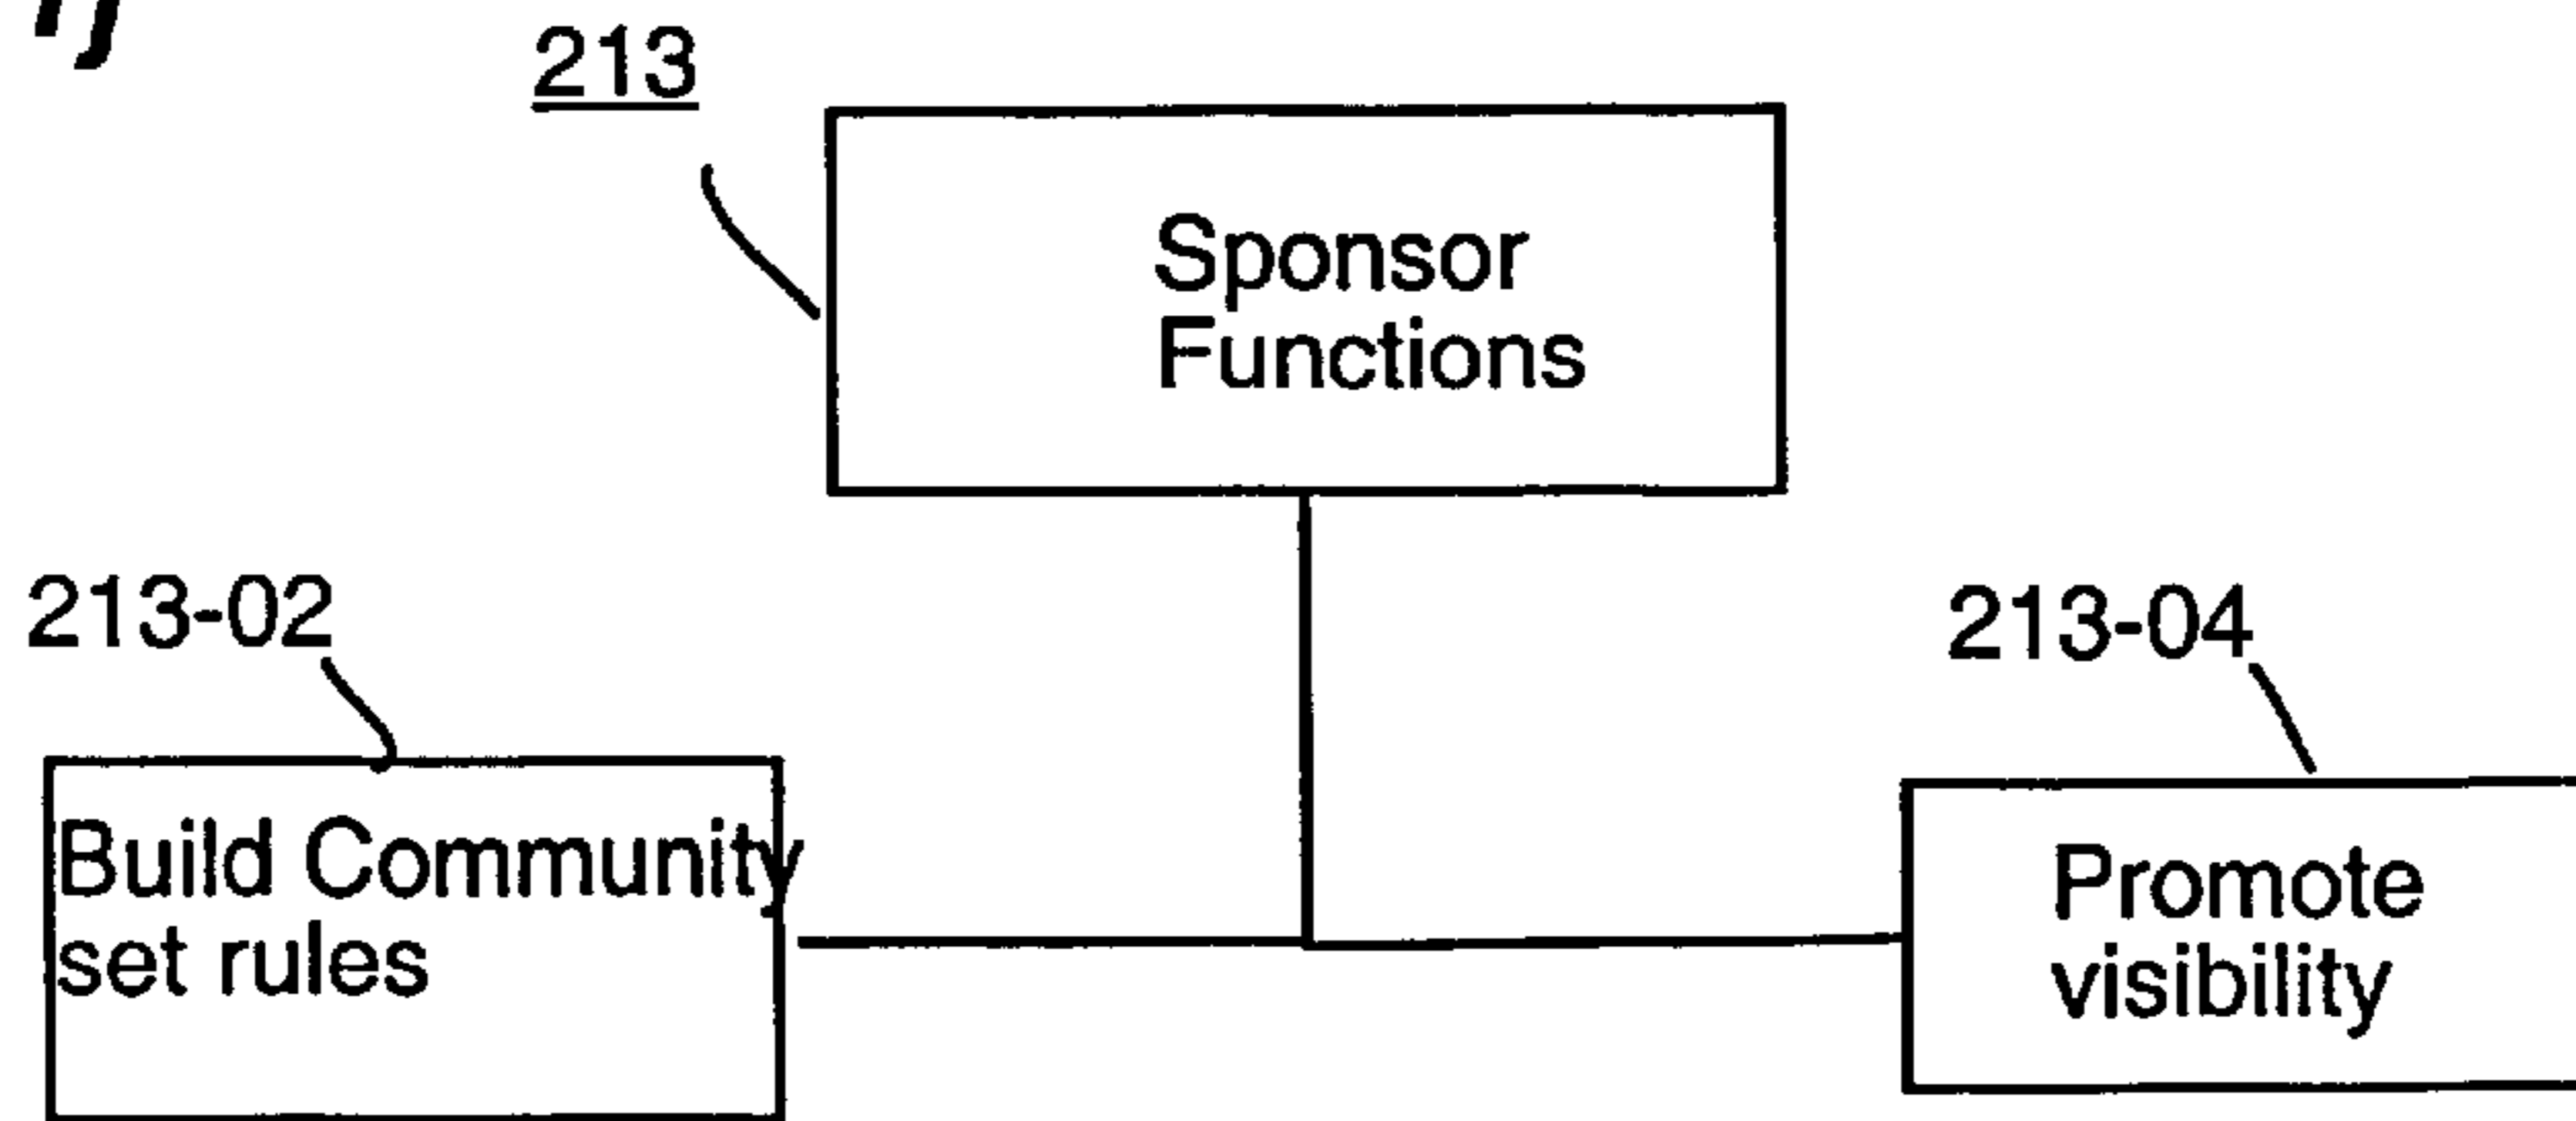 213
Sponsor
Functions
213-02
213-04
Build Community
set rules
Promote
visibility